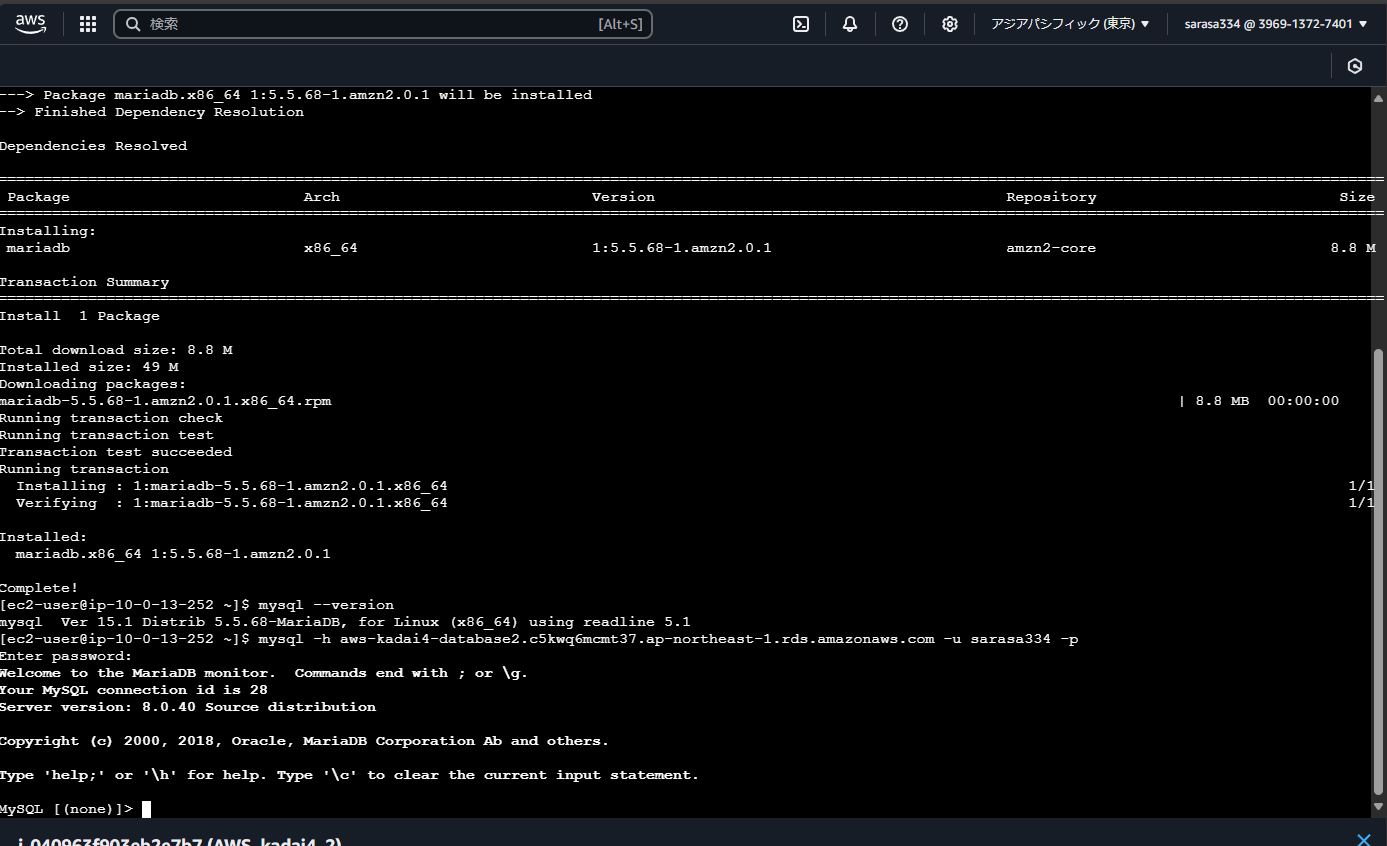 aws
検索 [Alt+S] アジアパシフィック (東京) ▼ sarasa334 @ 3969-1372-7401 ▼
---> Package mariadb.x86_64 1:5.5.68-1.amzn2.0.1 will be installed
--> Finished Dependency Resolution
Dependencies Resolved
Package Arch Version Repository Size
Installing:
mariadb x86_64 1:5.5.68-1.amzn2.0.1 amzn2-core 8.8 M
Transaction Summary
Install  1 Package
Total download size: 8.8 M
Installed size: 49 M
Downloading packages:
mariadb-5.5.68-1.amzn2.0.1.x86_64.rpm | 8.8 MB  00:00:00
Running transaction check
Running transaction test
Transaction test succeeded
Running transaction
Installing : 1:mariadb-5.5.68-1.amzn2.0.1.x86_64 1/1
Verifying  : 1:mariadb-5.5.68-1.amzn2.0.1.x86_64 1/1
Installed:
mariadb.x86_64 1:5.5.68-1.amzn2.0.1
Complete!
[ec2-user@ip-10-0-13-252 ~]$ mysql --version
mysql  Ver 15.1 Distrib 5.5.68-MariaDB, for Linux (x86_64) using readline 5.1
[ec2-user@ip-10-0-13-252 ~]$ mysql -h aws-kadai4-database2.c5kwq6mcmt37.ap-northeast-1.rds.amazonaws.com -u sarasa334 -p
Enter password:
Welcome to the MariaDB monitor.  Commands end with ; or \g.
Your MySQL connection id is 28
Server version: 8.0.40 Source distribution
Copyright (c) 2000, 2018, Oracle, MariaDB Corporation Ab and others.
Type 'help;' or '\h' for help. Type '\c' to clear the current input statement.
MySQL [(none)]>
i-040963f903eb2e7b7 (AWS_kadai4_2)